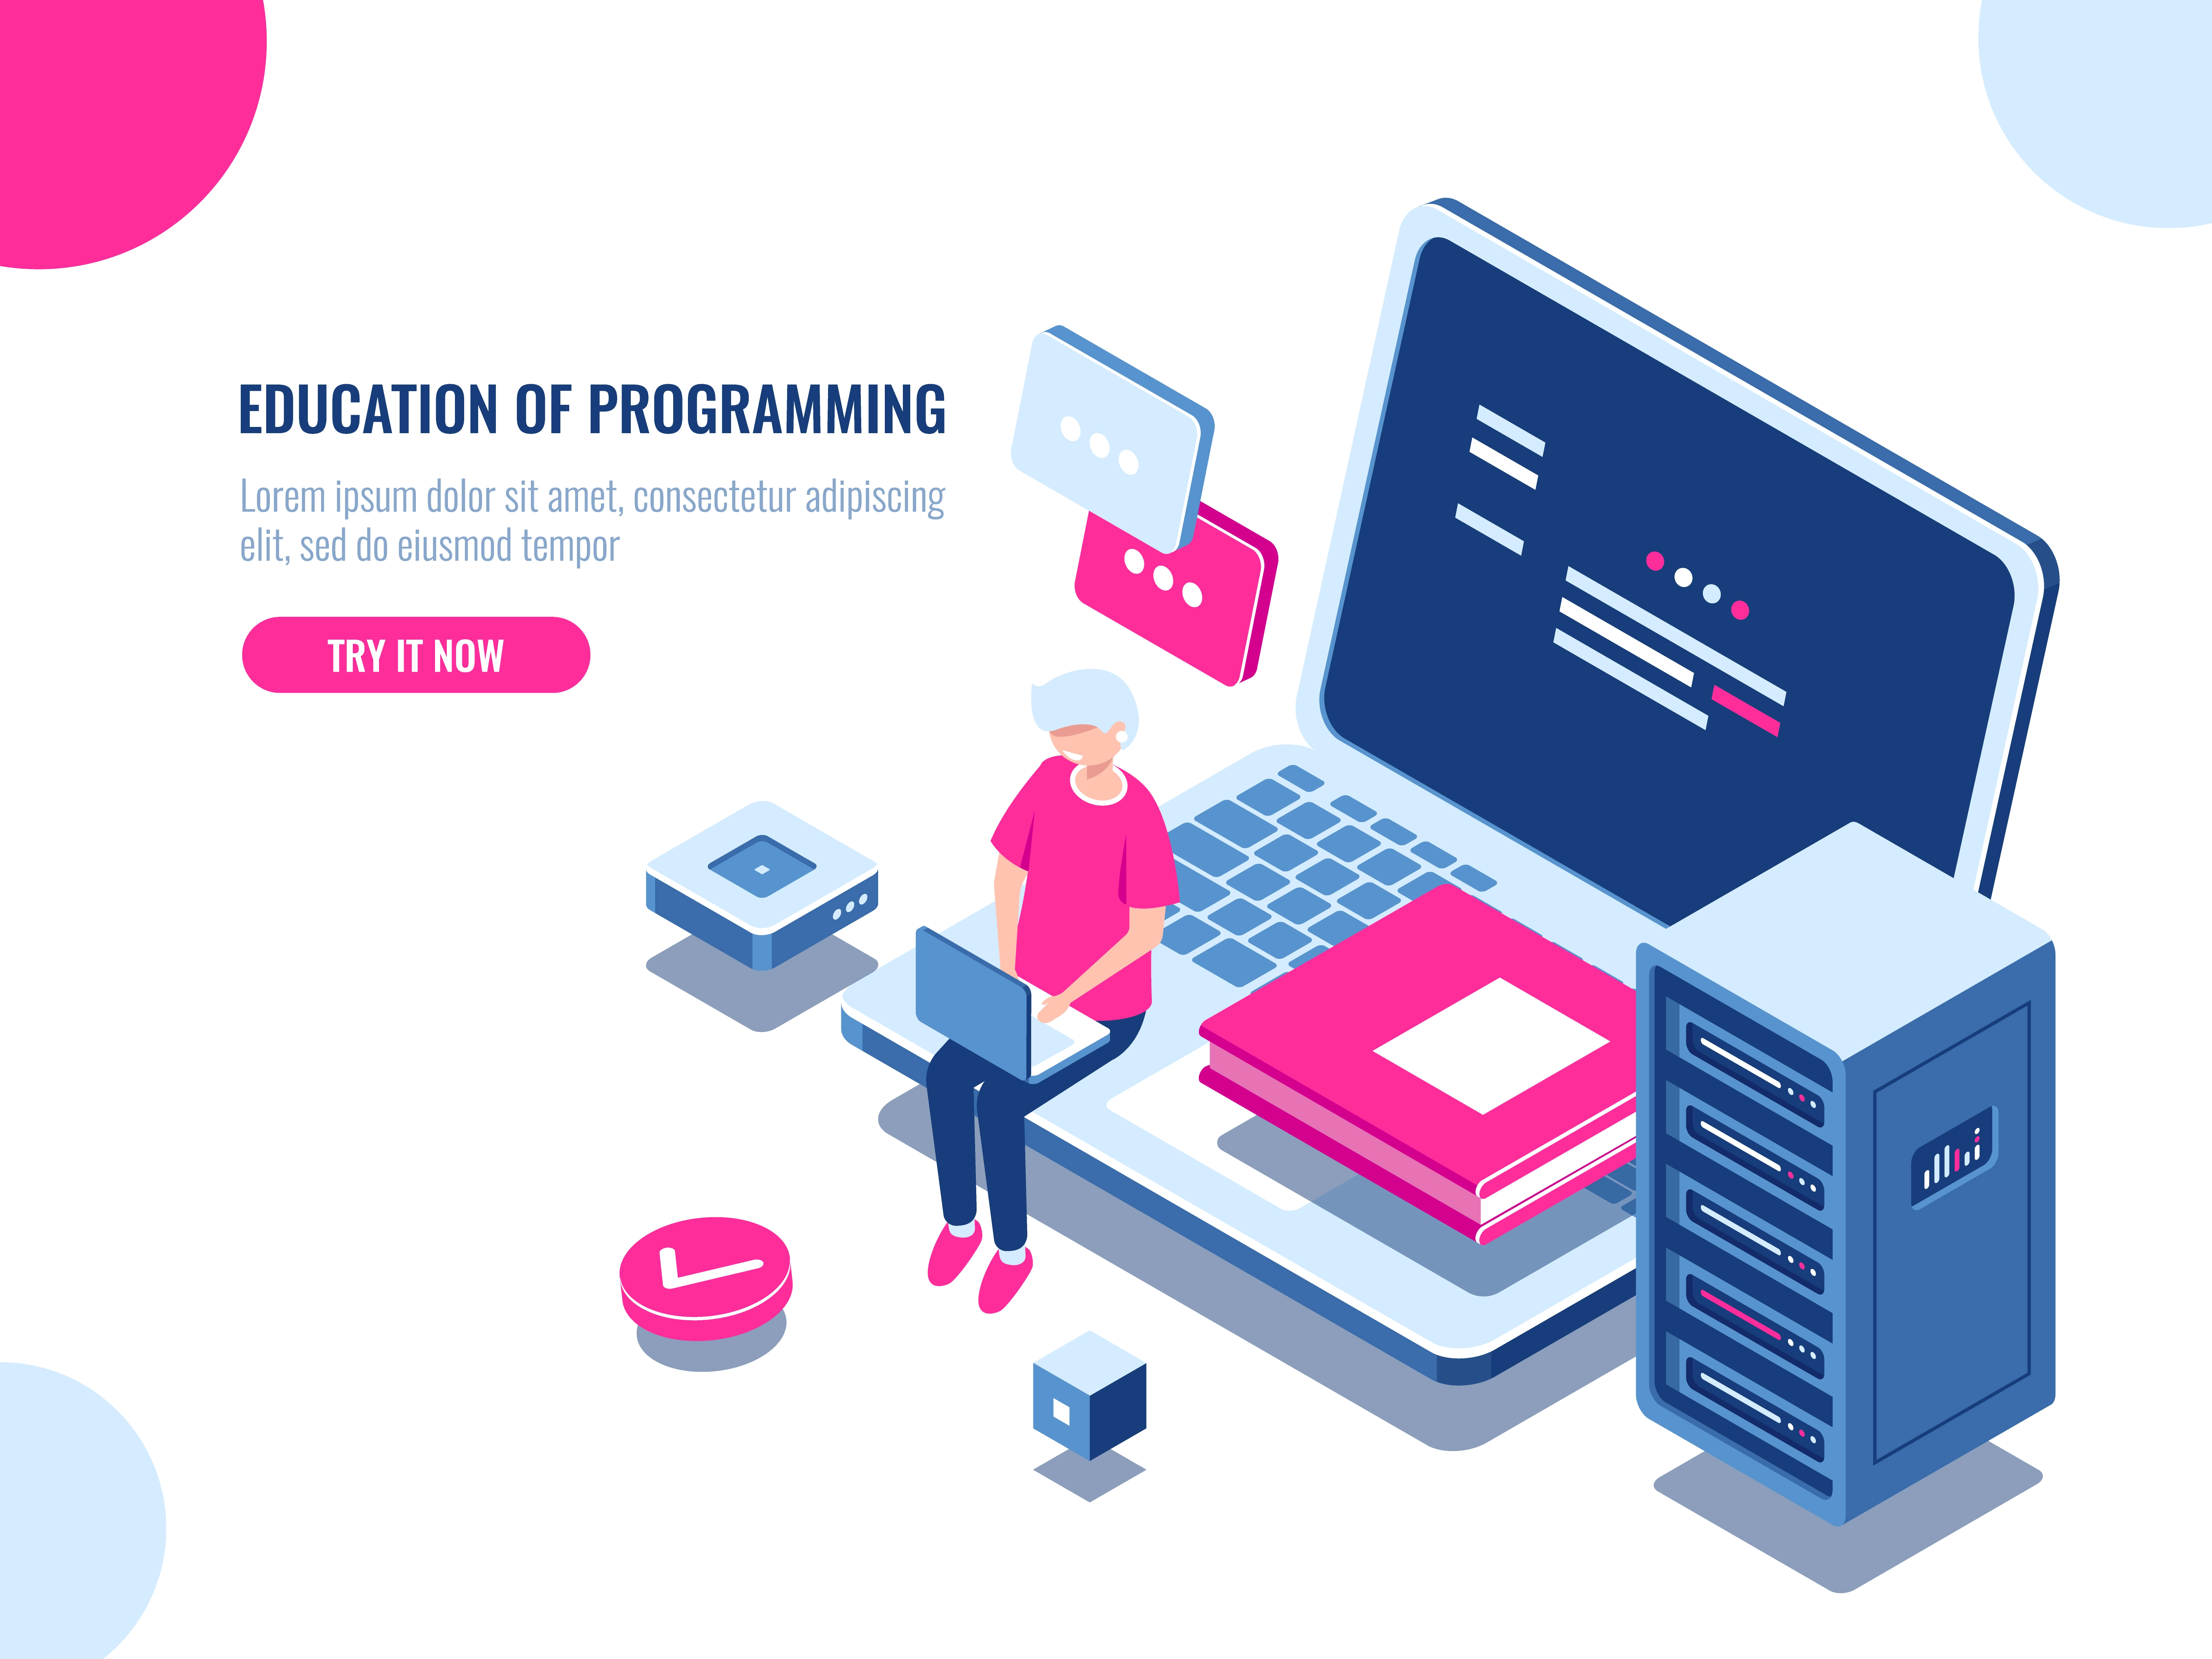 EDUCATION OF PROGRAMMING
Lorem ipsum dolor sit amet, consectetur adipiscing
elit, sed do eiusmod tempor
TRY IT NOW